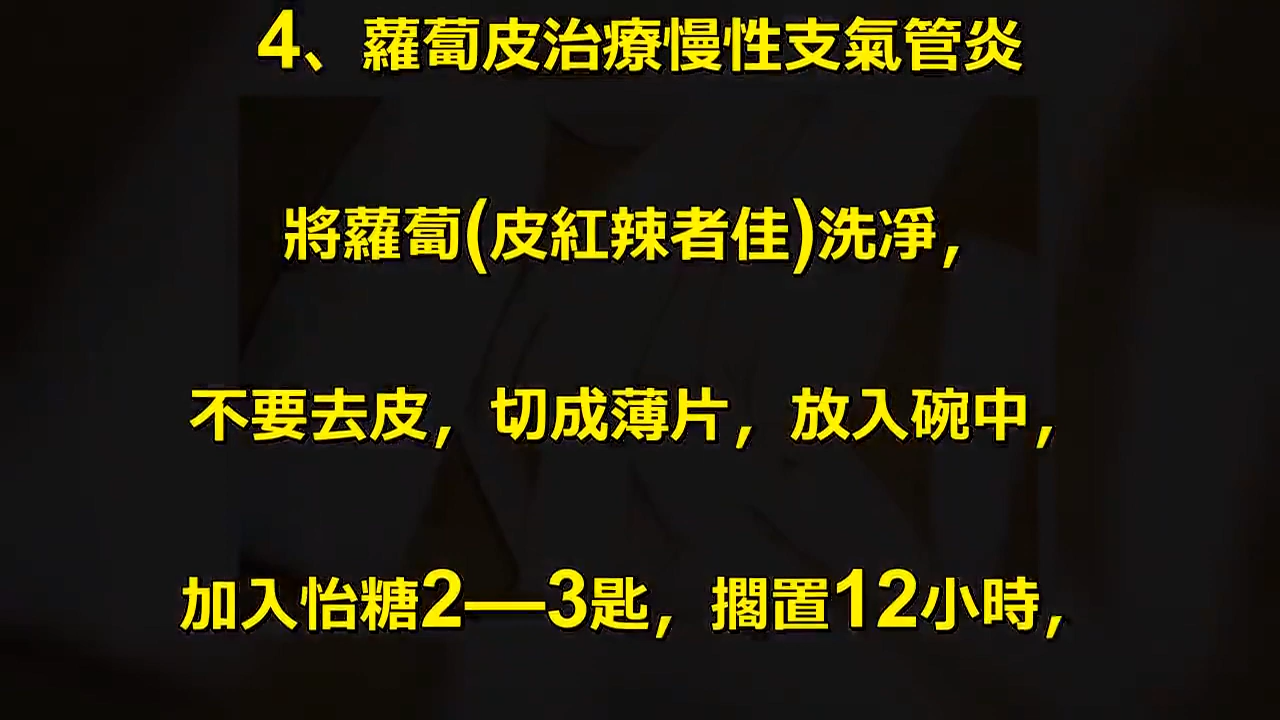 4、蘿蔔皮治療慢性支氣管炎
將蘿蔔(皮紅辣者佳)洗凈，
不要去皮，切成薄片，放入碗中，
加入怡糖2—3匙，擱置12小時，